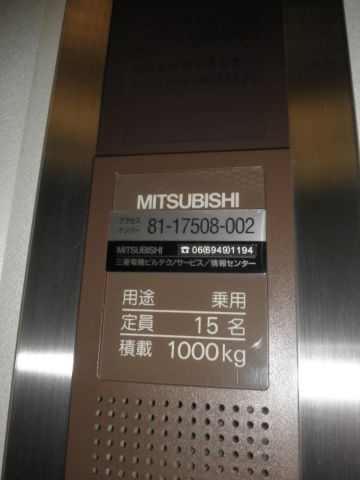 MITSUBISHI
アクセス
ナンバー 81-17508-002
MITSUBISHI ☎06(6949)1194
三菱電機ビルテクノサービス/情報センター
用途 乗用
定員 15名
積載 1000kg